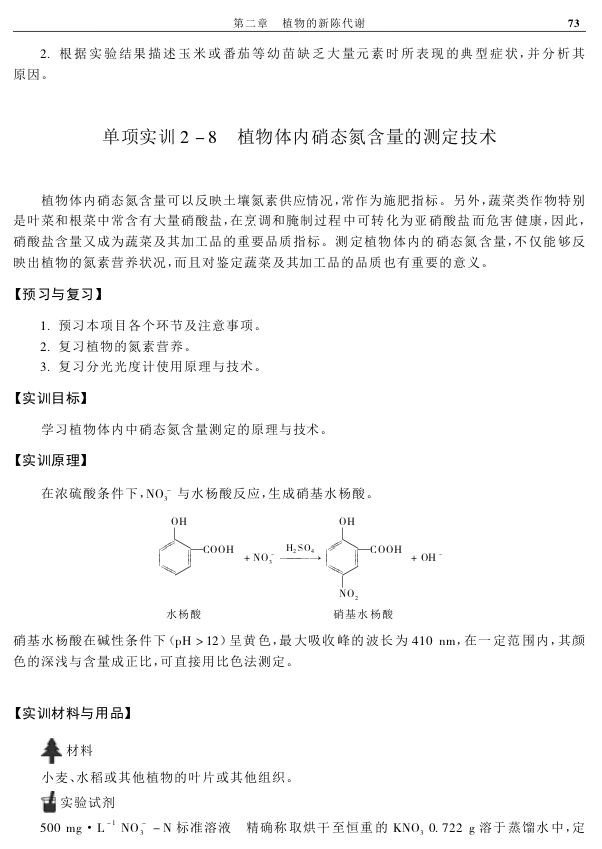 第二章 植物的新陈代谢 73
2. 根据实验结果描述玉米或番茄等幼苗缺乏大量元素时所表现的典型症状,并分析其
原因。
单项实训 2-8 植物体内硝态氮含量的测定技术
植物体内硝态氮含量可以反映土壤氮素供应情况,常作为施肥指标。另外,蔬菜类作物特别
是叶菜和根菜中常含有大量硝酸盐,在烹调和腌制过程中可转化为亚硝酸盐而危害健康,因此,
硝酸盐含量又成为蔬菜及其加工品的重要品质指标。测定植物体内的硝态氮含量,不仅能够反
映出植物的氮素营养状况,而且对鉴定蔬菜及其加工品的品质也有重要的意义。
【预习与复习】
1. 预习本项目各个环节及注意事项。
2. 复习植物的氮素营养。
3. 复习分光光度计使用原理与技术。
【实训目标】
学习植物体内中硝态氮含量测定的原理与技术。
【实训原理】
在浓硫酸条件下,NO₃⁻ 与水杨酸反应,生成硝基水杨酸。
OH OH
COOH + NO₃⁻ H₂SO₄ → COOH + OH⁻
NO₂
水杨酸 硝基水杨酸
硝基水杨酸在碱性条件下(pH > 12)呈黄色,最大吸收峰的波长为 410 nm,在一定范围内,其颜
色的深浅与含量成正比,可直接用比色法测定。
【实训材料与用品】
材料
小麦、水稻或其他植物的叶片或其他组织。
实验试剂
500 mg·L⁻¹ NO₃⁻ -N 标准溶液 精确称取烘干至恒重的 KNO₃ 0.722 g 溶于蒸馏水中,定